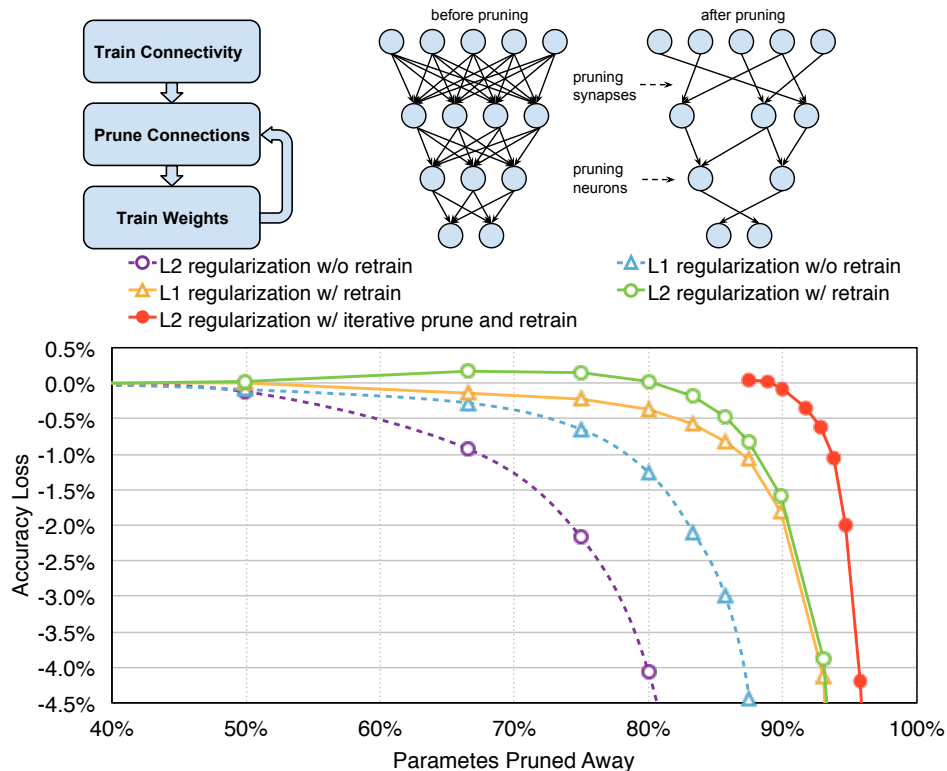 Train Connectivity
Prune Connections
Train Weights
before pruning
after pruning
pruning
synapses
pruning
neurons
L2 regularization w/o retrain
L1 regularization w/o retrain
L1 regularization w/ retrain
L2 regularization w/ retrain
L2 regularization w/ iterative prune and retrain
Accuracy Loss
0.5%
0.0%
-0.5%
-1.0%
-1.5%
-2.0%
-2.5%
-3.0%
-3.5%
-4.0%
-4.5%
40%
50%
60%
70%
80%
90%
100%
Parametes Pruned Away